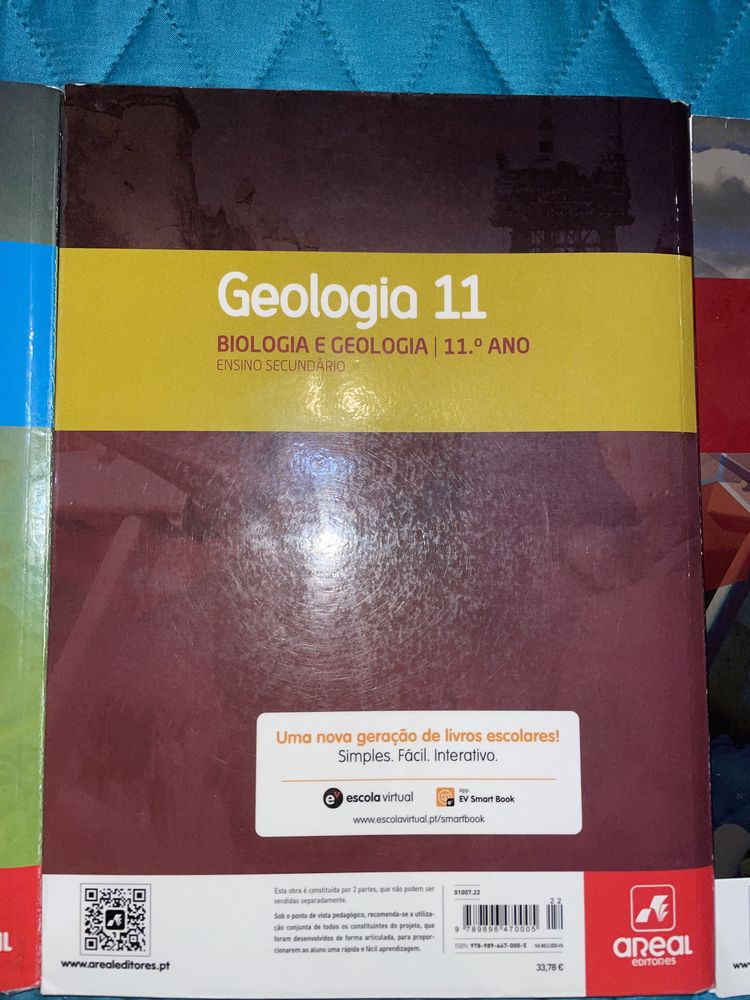 Geologia 11
BIOLOGIA E GEOLOGIA | 11.º ANO
ENSINO SECUNDÁRIO
Uma nova geração de livros escolares!
Simples. Fácil. Interativo.
escolavirtual
App
EV Smart Book
www.escolavirtual.pt/smartbook
www.arealeditores.pt
Esta obra é constituída por 2 partes, que não podem ser
vendidas separadamente.
Sob o ponto de vista pedagógico, recomenda-se a utiliza-
ção conjunta de todos os constituintes do projeto, que
foram desenvolvidos de forma articulada, para propor-
cionarem ao aluno uma rápida e fácil aprendizagem.
01007.22
22
9 789896 470005
ISBN 978-989-647-000-5
33,78 €
areal
EDITORES